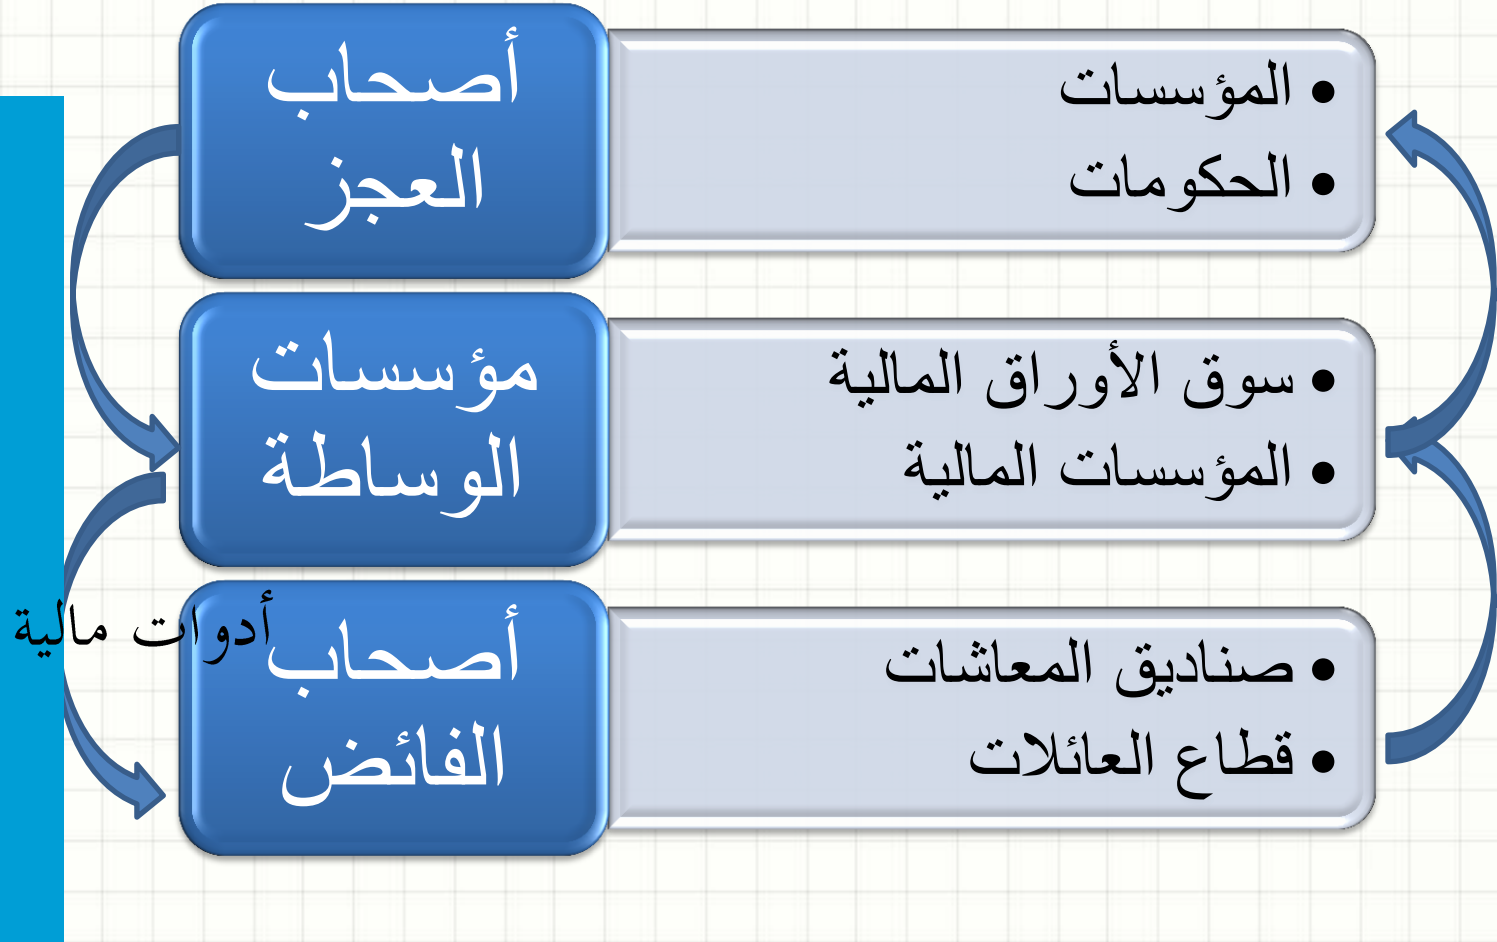 أصحاب
العجز
• المؤسسات
• الحكومات
مؤسسات
الوساطة
• سوق الأوراق المالية
• المؤسسات المالية
أدوات مالية
أصحاب
الفائض
• صناديق المعاشات
• قطاع العائلات